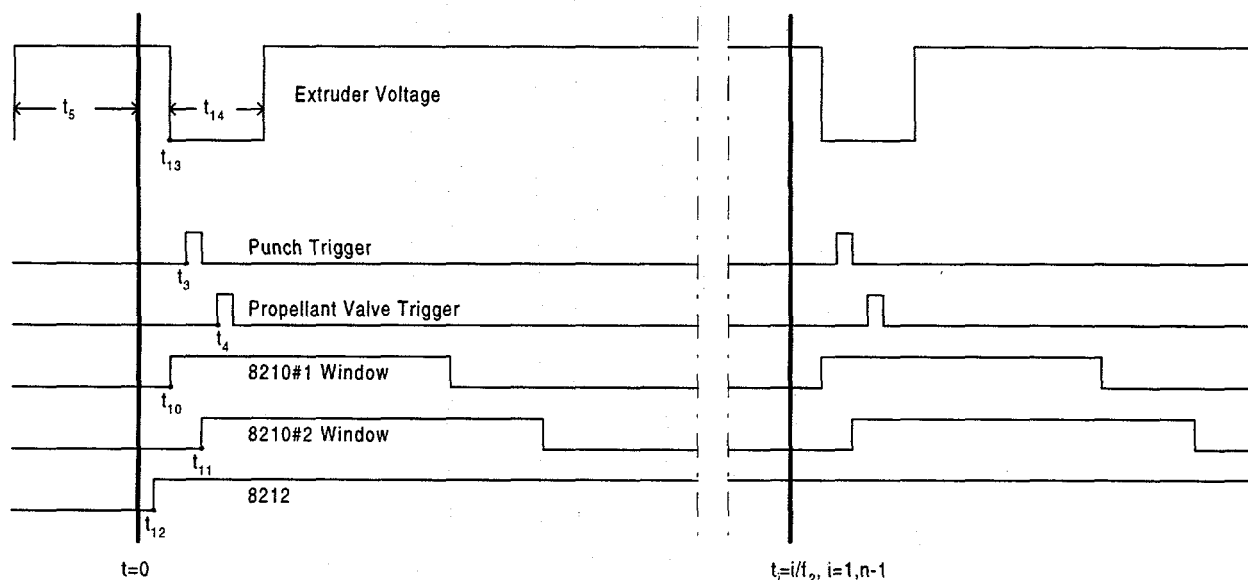 t5
t14
Extruder Voltage
t13
Punch Trigger
t3
Propellant Valve Trigger
t4
8210#1 Window
t10
8210#2 Window
t11
8212
t12
t=0
ti=i/f2, i=1,n-1